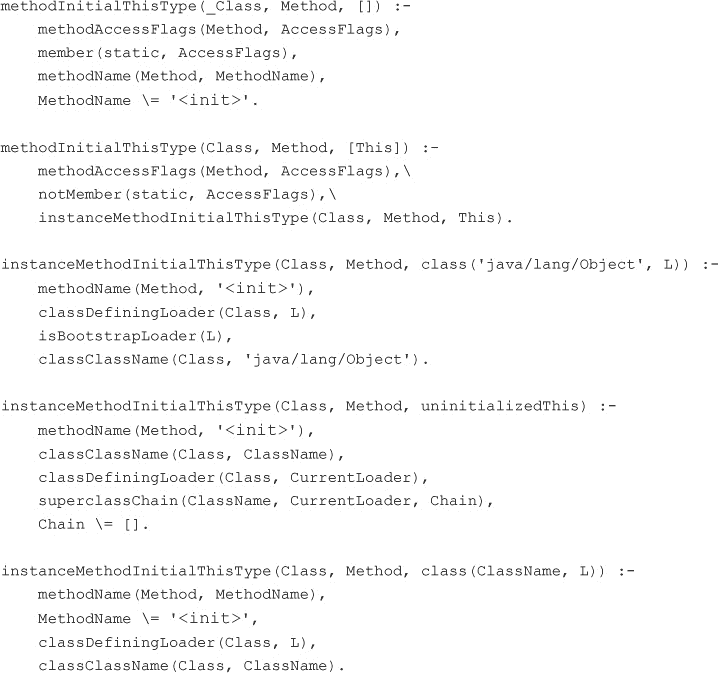 methodInitialThisType(_Class, Method, []) :-
    methodAccessFlags(Method, AccessFlags),
    member(static, AccessFlags),
    methodName(Method, MethodName),
    MethodName \= '<init>'.

methodInitialThisType(Class, Method, [This]) :-
    methodAccessFlags(Method, AccessFlags),\
    notMember(static, AccessFlags),\
    instanceMethodInitialThisType(Class, Method, This).

instanceMethodInitialThisType(Class, Method, class('java/lang/Object', L)) :-
    methodName(Method, '<init>'),
    classDefiningLoader(Class, L),
    isBootstrapLoader(L),
    classClassName(Class, 'java/lang/Object').

instanceMethodInitialThisType(Class, Method, uninitializedThis) :-
    methodName(Method, '<init>'),
    classClassName(Class, ClassName),
    classDefiningLoader(Class, CurrentLoader),
    superclassChain(ClassName, CurrentLoader, Chain),
    Chain \= [].

instanceMethodInitialThisType(Class, Method, class(ClassName, L)) :-
    methodName(Method, MethodName),
    MethodName \= '<init>',
    classDefiningLoader(Class, L),
    classClassName(Class, ClassName).